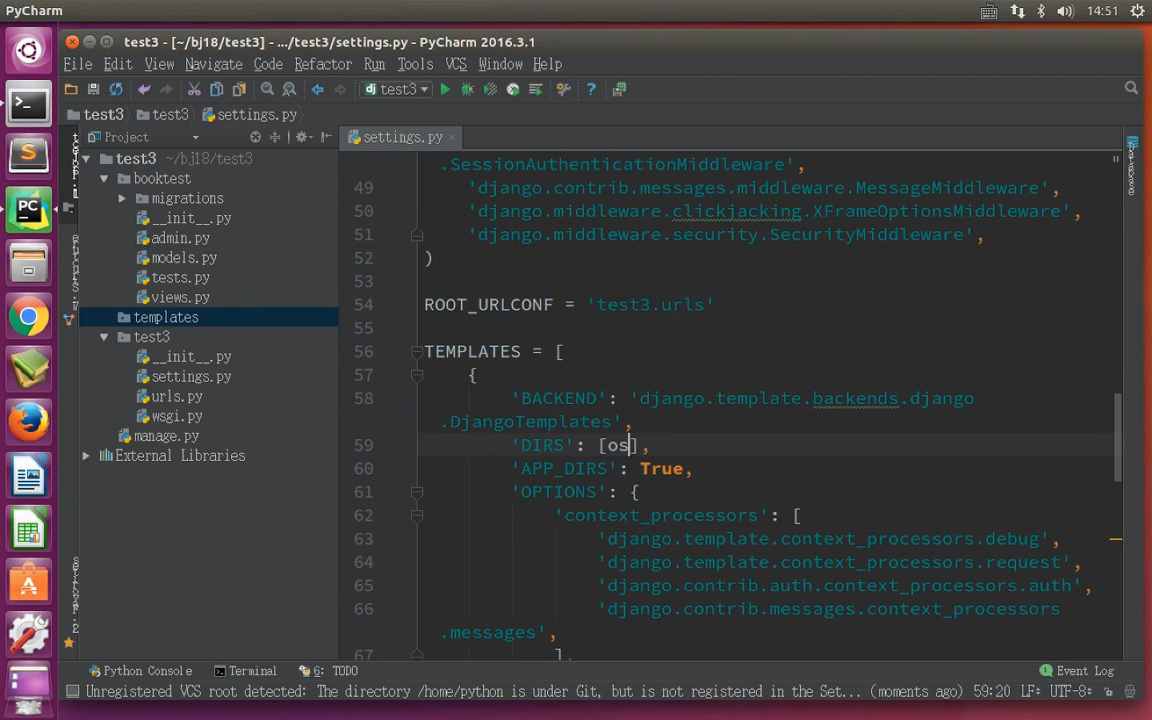 PyCharm
14:51
test3 - [~/bj18/test3] - .../test3/settings.py - PyCharm 2016.3.1
File Edit View Navigate Code Refactor Run Tools VCS Window Help
dj test3
test3 test3 settings.py
Project
settings.py
test3 ~/bj18/test3
booktest
migrations
__init__.py
admin.py
models.py
tests.py
views.py
templates
test3
__init__.py
settings.py
urls.py
wsgi.py
manage.py
External Libraries
.SessionAuthenticationMiddleware',
49 'django.contrib.messages.middleware.MessageMiddleware',
50 'django.middleware.clickjacking.XFrameOptionsMiddleware',
51 'django.middleware.security.SecurityMiddleware',
52 )
53
54 ROOT_URLCONF = 'test3.urls'
55
56 TEMPLATES = [
57 {
58 'BACKEND': 'django.template.backends.django
.DjangoTemplates',
59 'DIRS': [os],
60 'APP_DIRS': True,
61 'OPTIONS': {
62 'context_processors': [
63 'django.template.context_processors.debug',
64 'django.template.context_processors.request',
65 'django.contrib.auth.context_processors.auth',
66 'django.contrib.messages.context_processors
.messages',
67 ],
Python Console Terminal 6: TODO Event Log
Unregistered VCS root detected: The directory /home/python is under Git, but is not registered in the Set... (moments ago) 59:20 LF÷ UTF-8÷